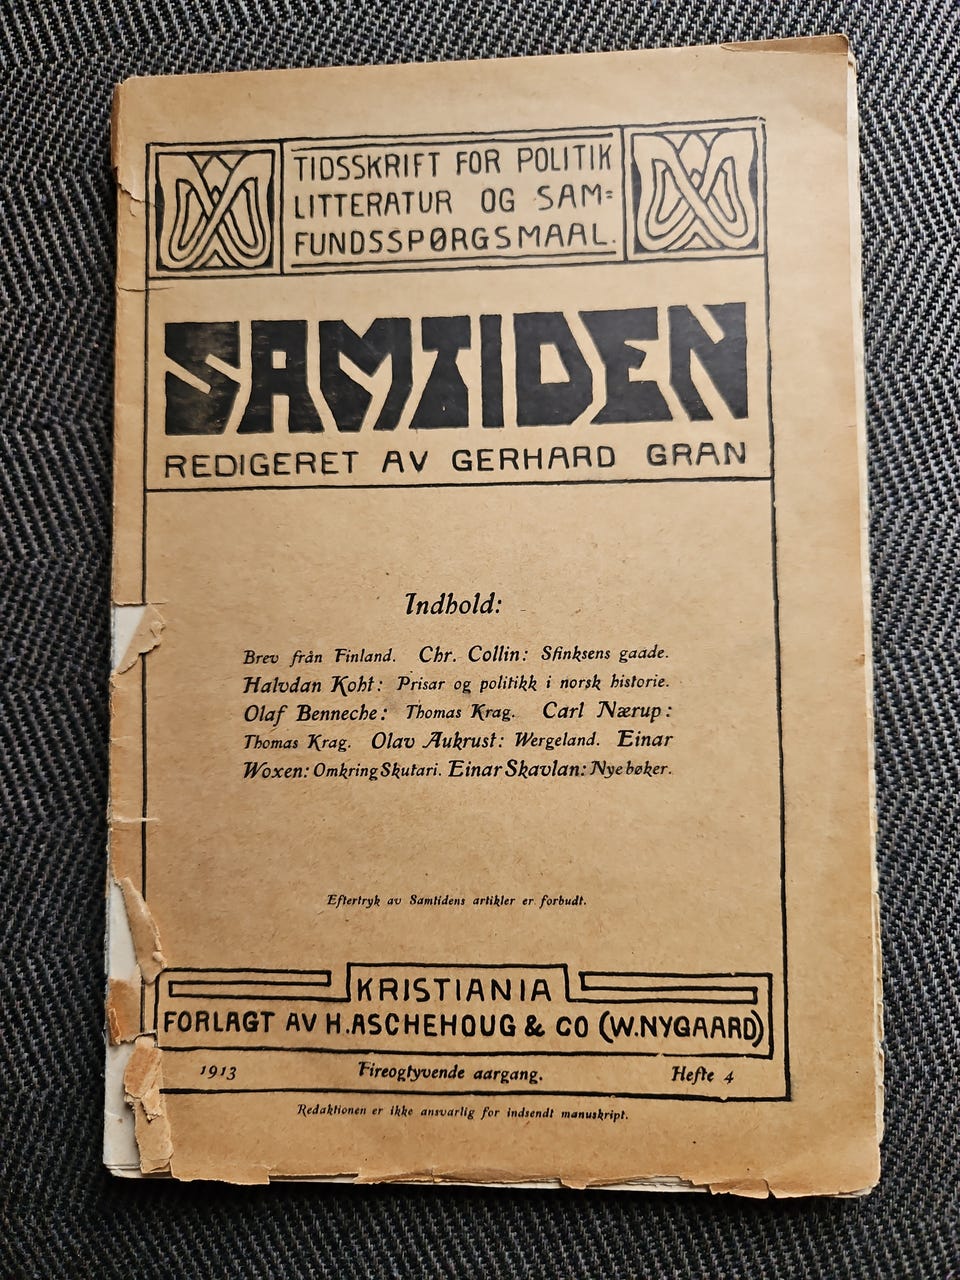 TIDSSKRIFT FOR POLITIK
LITTERATUR OG SAM=
FUNDSSPØRGSMAAL.
SAMTIDEN
REDIGERET AV GERHARD GRAN
Indhold:
Brev från Finland. Chr. Collin: Sfinksens gaade.
Halvdan Koht: Prisar og politikk i norsk historie.
Olaf Benneche: Thomas Krag. Carl Nærup:
Thomas Krag. Olav Aukrust: Wergeland. Einar
Woxen: Omkring Skutari. Einar Skavlan: Nye bøker.
Eftertryk av Samtidens artikler er forbudt.
KRISTIANIA
FORLAGT AV H. ASCHEHOUG & CO (W. NYGAARD)
1913 Fireogtyvende aargang. Hefte 4
Redaktionen er ikke ansvarlig for indsendt manuskript.